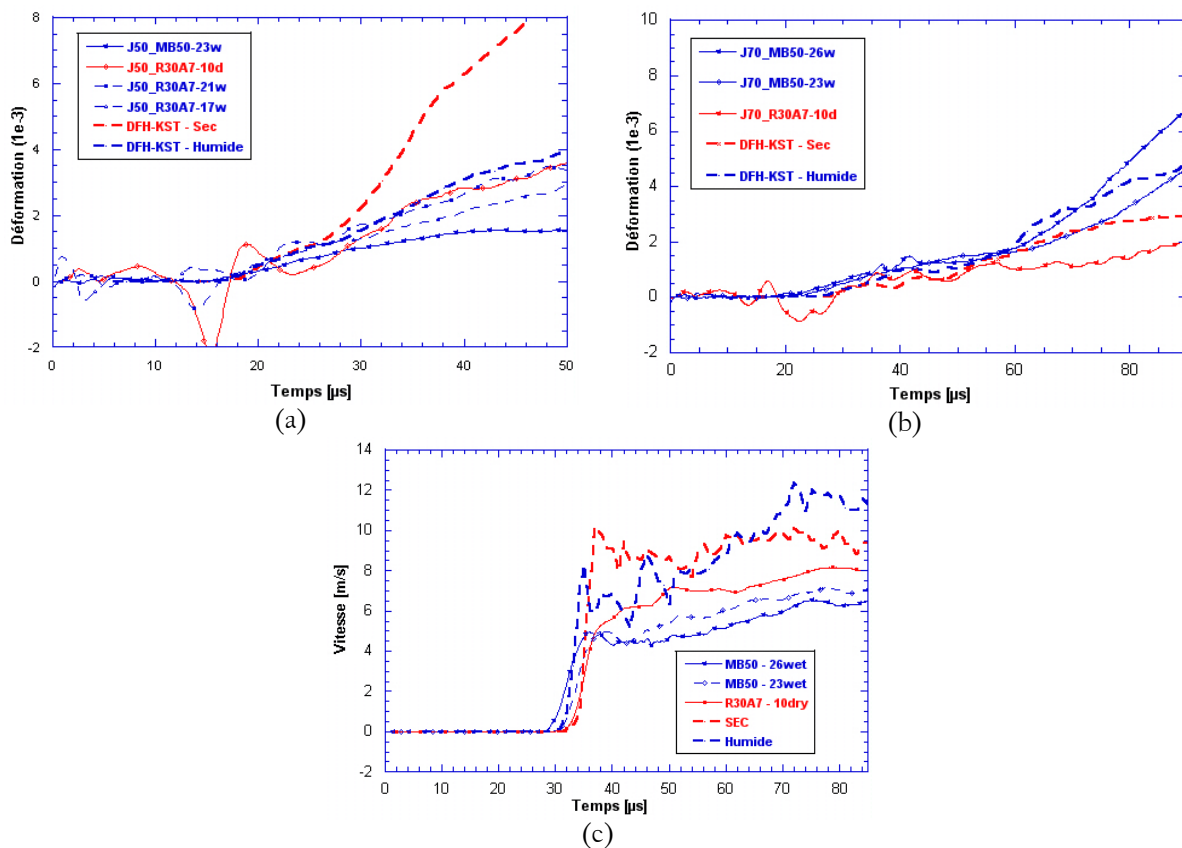 8
6
4
2
0
-2
Déformation (1e-3)
J50_MB50-23w
J50_R30A7-10d
J50_R30A7-21w
J50_R30A7-17w
DFH-KST - Sec
DFH-KST - Humide
0 10 20 30 40 50
Temps [µs]
(a)
10
8
6
4
2
0
-2
Déformation (1e-3)
J70_MB50-26w
J70_MB50-23w
J70_R30A7-10d
DFH-KST - Sec
DFH-KST - Humide
0 20 40 60 80
Temps [µs]
(b)
14
12
10
8
6
4
2
0
-2
Vitesse [m/s]
MB50 - 26wet
MB50 - 23wet
R30A7 - 10dry
SEC
Humide
0 10 20 30 40 50 60 70 80
Temps [µs]
(c)